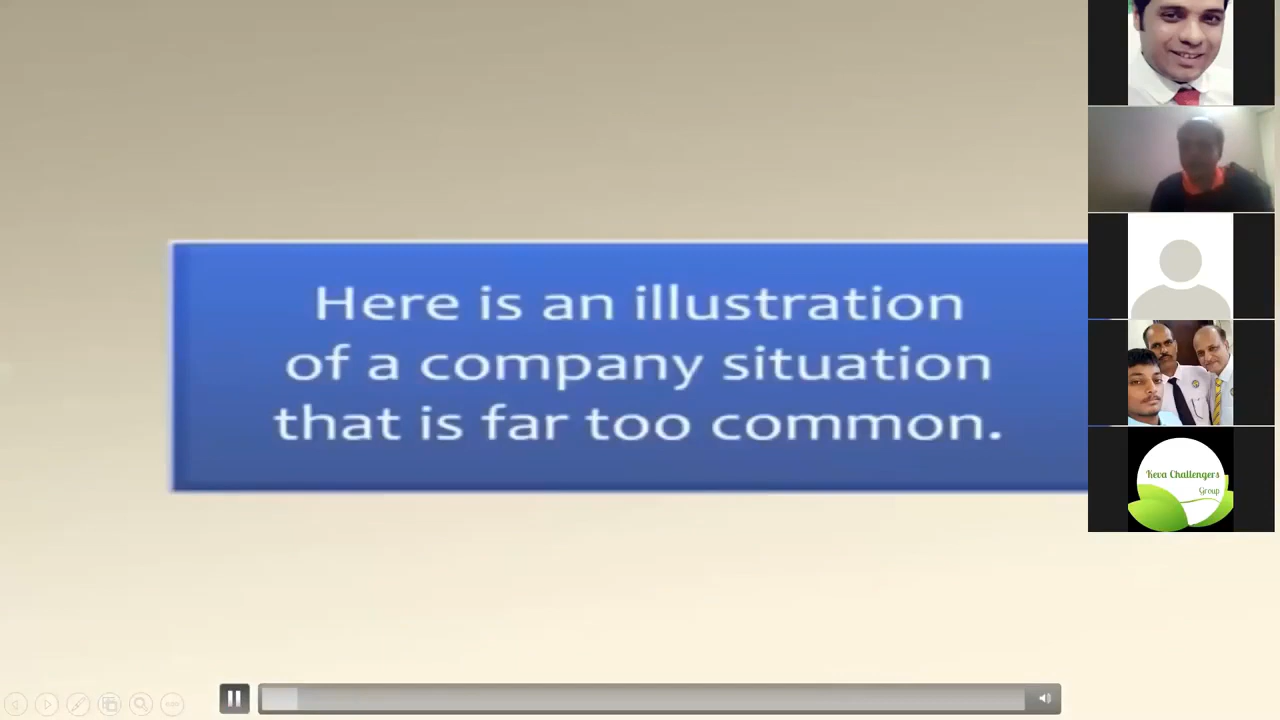 Here is an illustration
of a company situation
that is far too common.
Keva Challengers
Group